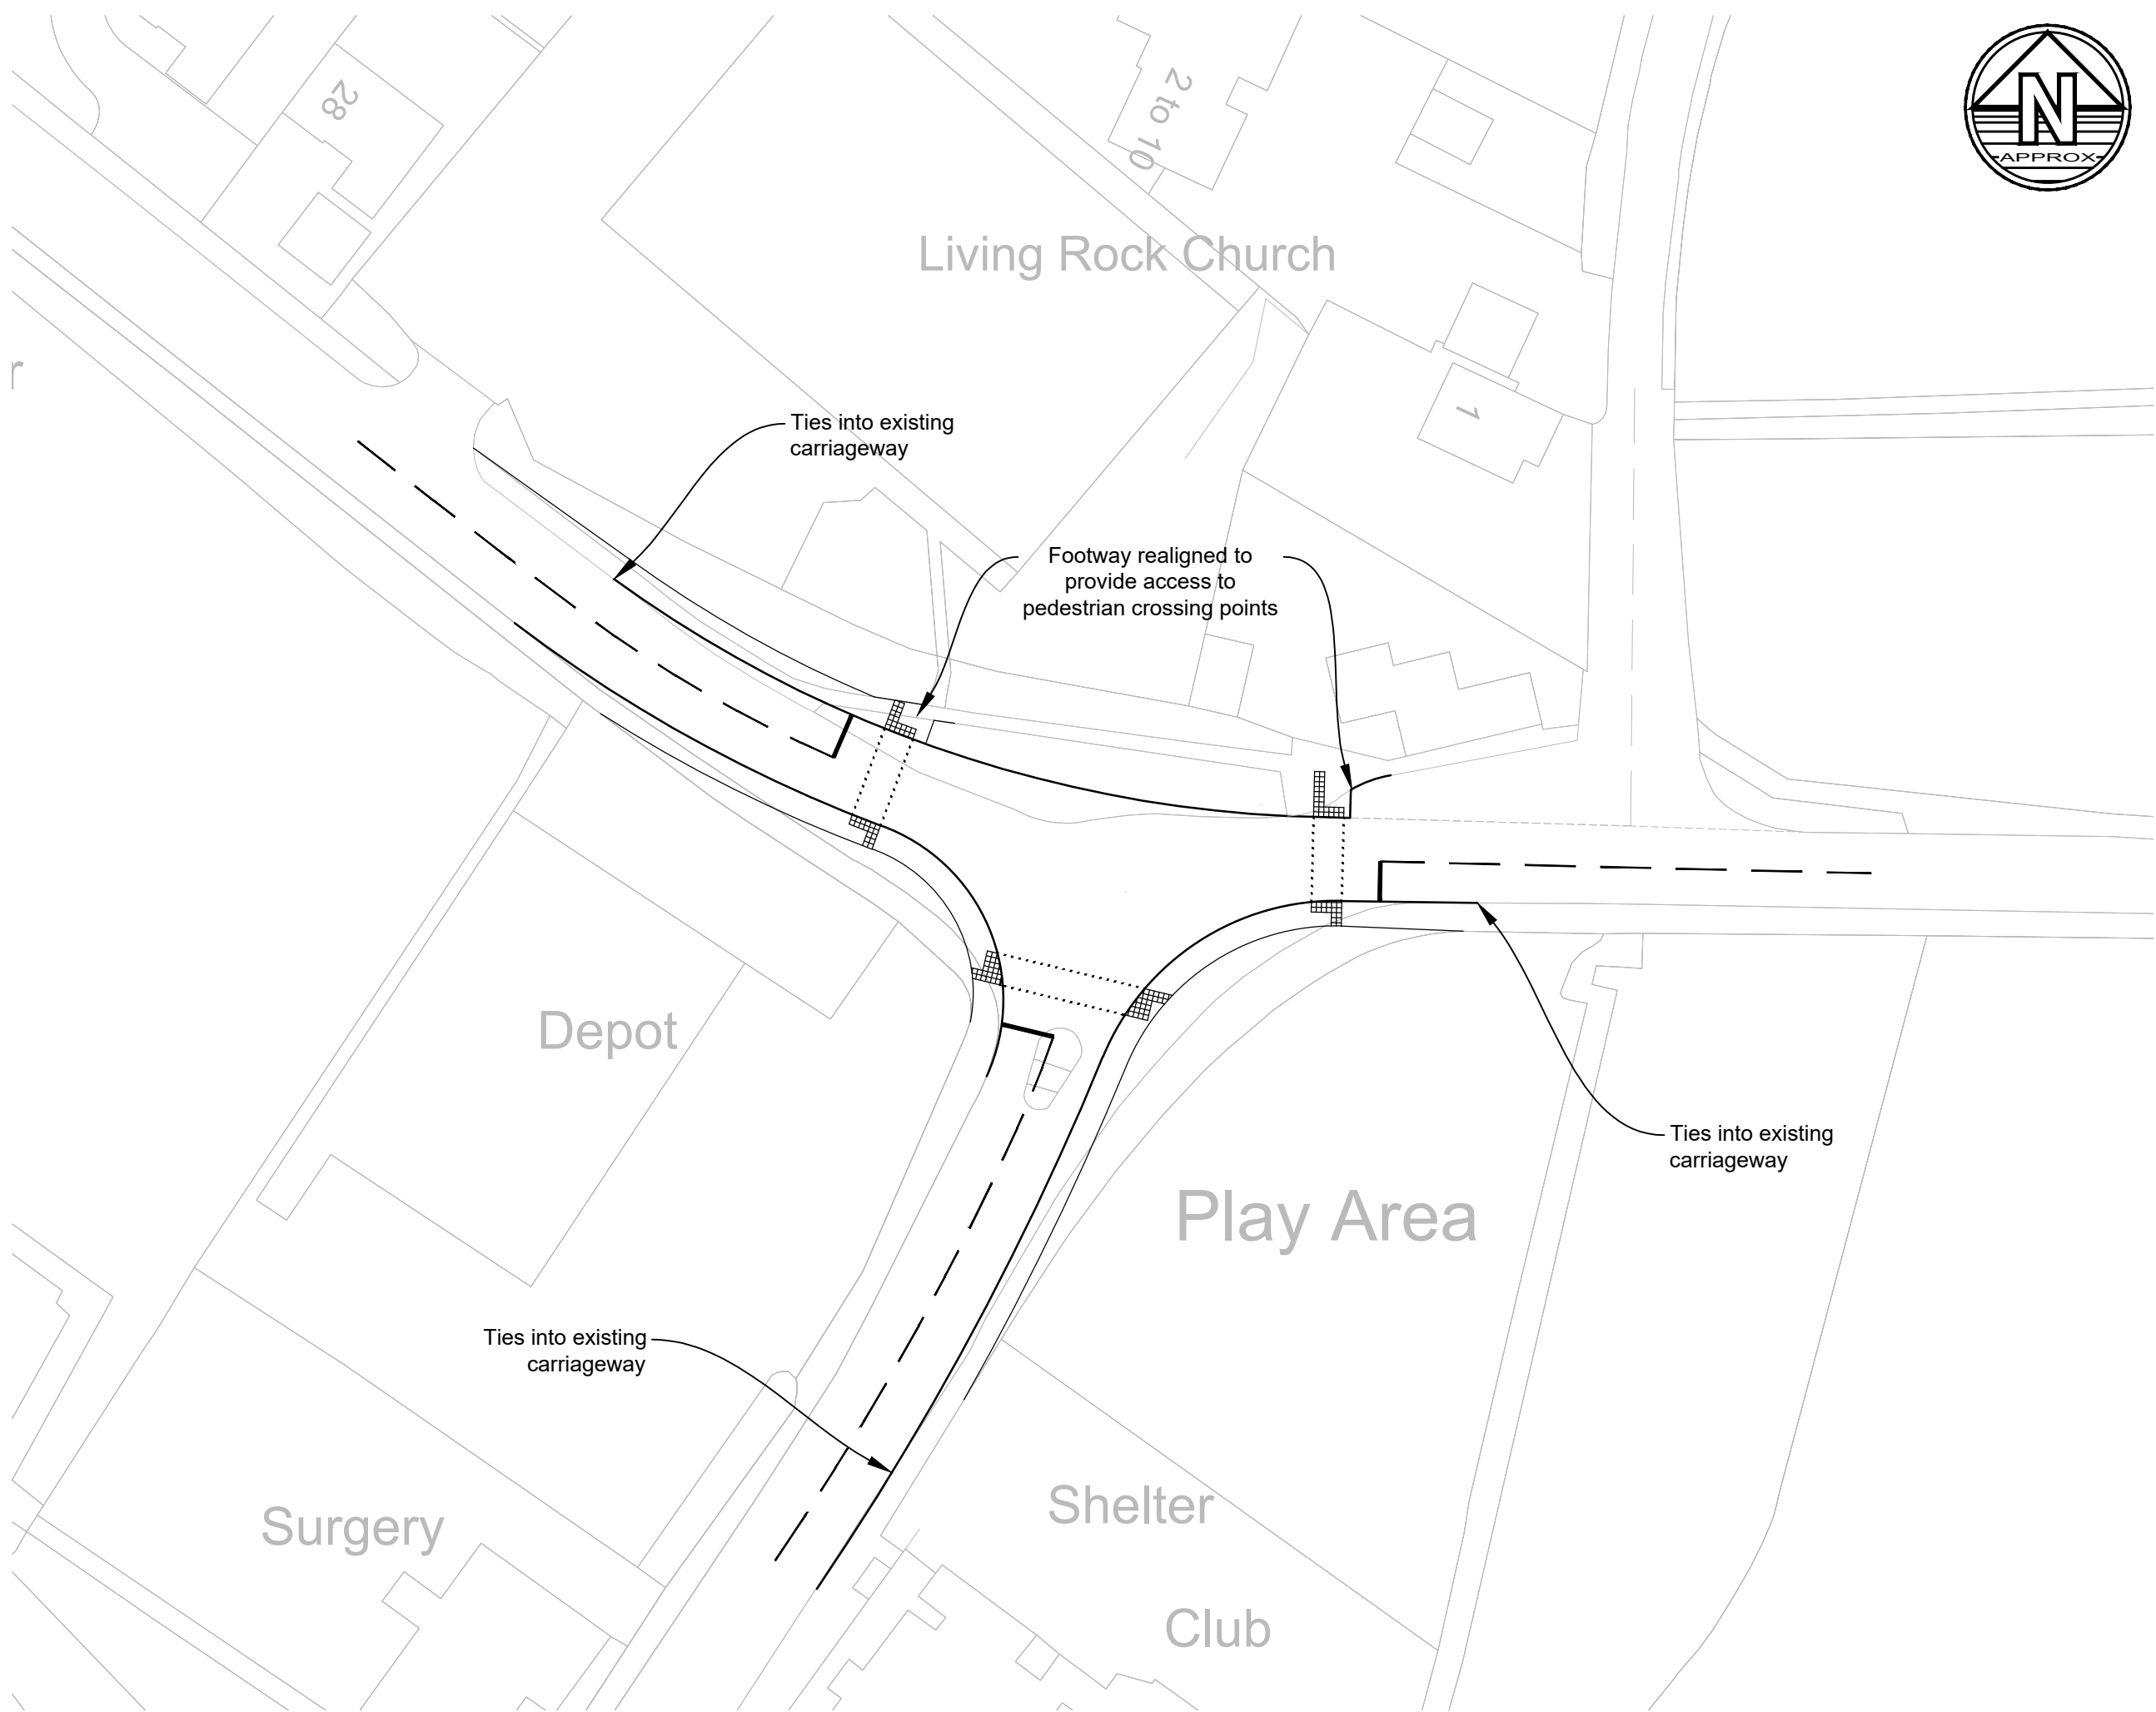 28
2 to 10
N
APPROX
Living Rock Church
r
1
Ties into existing
carriageway
Footway realigned to
provide access to
pedestrian crossing points
Depot
Ties into existing
carriageway
Play Area
Ties into existing
carriageway
Shelter
Surgery
Club